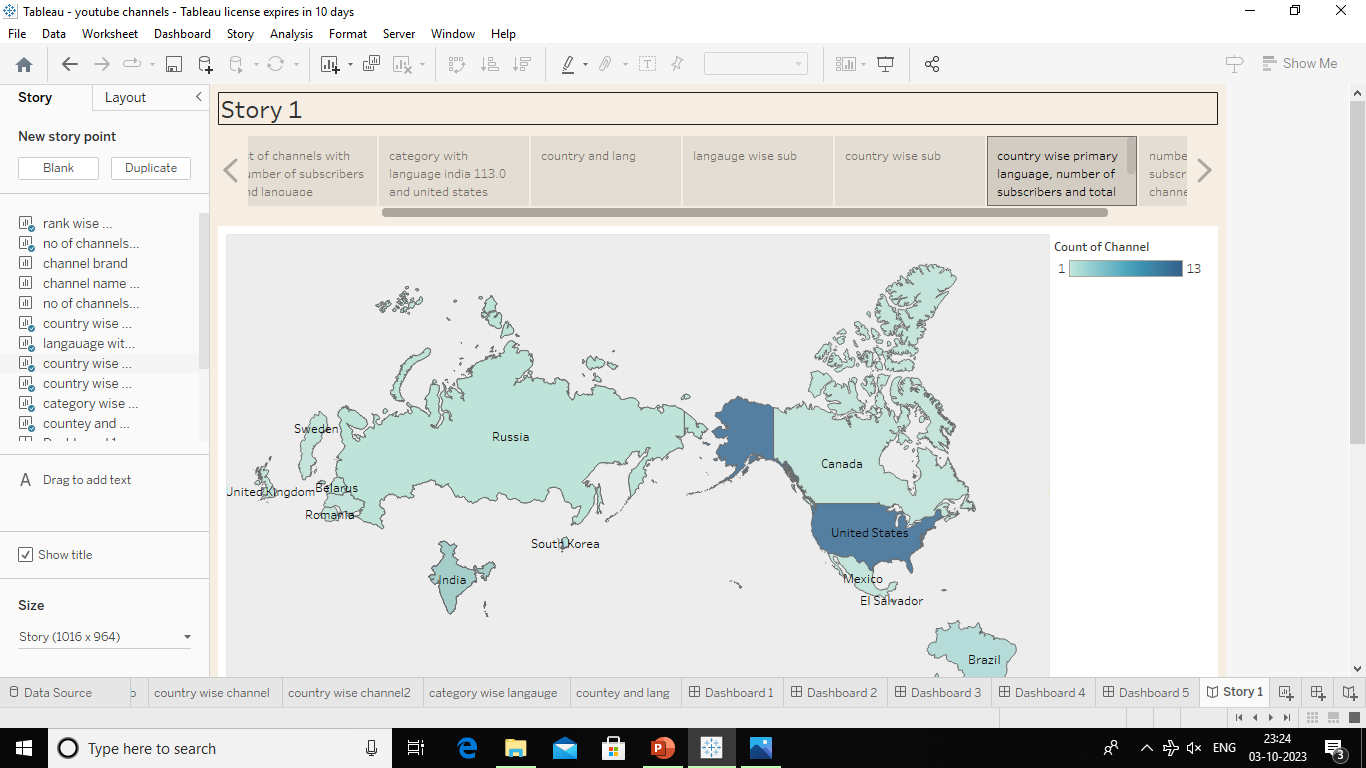 Tableau - youtube channels - Tableau license expires in 10 days
File Data Worksheet Dashboard Story Analysis Format Server Window Help
Show Me
Story Layout
New story point
Blank Duplicate
rank wise ...
no of channels...
channel brand
channel name ...
no of channels...
country wise ...
langauage wit...
country wise ...
country wise ...
category wise ...
countey and ...
A Drag to add text
Show title
Size
Story (1016 x 964)
Story 1
t of channels with
umber of subscribers
nd language
category with
language india 113.0
and united states
country and lang
langauge wise sub
country wise sub
country wise primary
language, number of
subscribers and total
numbe
subscr
channe
Count of Channel
1 13
Sweden
Russia
Canada
United Kingdom
Belarus
Romania
South Korea
United States
India
Mexico
El Salvador
Brazil
Data Source
country wise channel
country wise channel2
category wise langauge
countey and lang
Dashboard 1
Dashboard 2
Dashboard 3
Dashboard 4
Dashboard 5
Story 1
Type here to search
ENG
23:24
03-10-2023
3